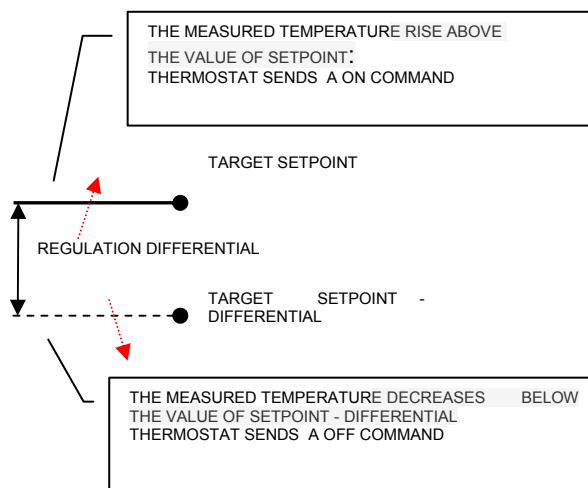 THE MEASURED TEMPERATURE RISE ABOVE
THE VALUE OF SETPOINT:
THERMOSTAT SENDS A ON COMMAND
TARGET SETPOINT
REGULATION DIFFERENTIAL
TARGET SETPOINT -
DIFFERENTIAL
THE MEASURED TEMPERATURE DECREASES BELOW
THE VALUE OF SETPOINT - DIFFERENTIAL
THERMOSTAT SENDS A OFF COMMAND